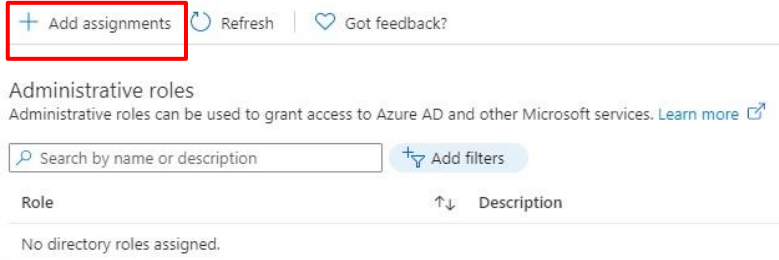 Add assignments Refresh Got feedback?
Administrative roles
Administrative roles can be used to grant access to Azure AD and other Microsoft services. Learn more
Search by name or description Add filters
Role Description
No directory roles assigned.